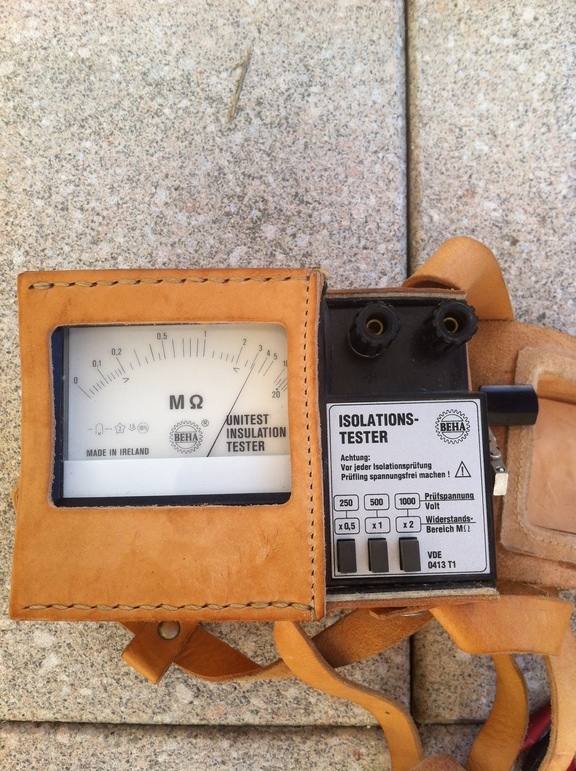 0 0,1 0,2 0,5 1 2 3 4 5 10 20
MΩ
BEHA ®
UNITEST
INSULATION
TESTER
MADE IN IRELAND
ISOLATIONS-
TESTER
BEHA
Achtung:
Vor jeder Isolationsprüfung
Prüfling spannungsfrei machen !
250 500 1000 Prüfspannung
Volt
x 0,5 x 1 x 2 Widerstands-
Bereich MΩ
VDE
0413 T1